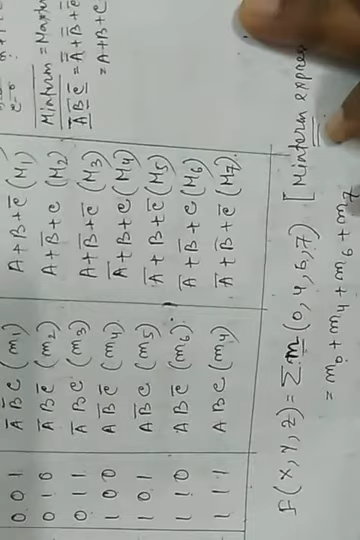 Minterm = Maxter
A̅ B̅ C̅ = A̅ + B̅ + C̅
= A + B + C
0 0 1 A̅ B̅ C (m₁) A+B+C̅ (M₁)
0 1 0 A̅ B C̅ (m₂) A+B̅+C (M₂)
0 1 1 A̅ B C (m₃) A+B̅+C̅ (M₃)
1 0 0 A B̅ C̅ (m₄) A̅+B+C (M₄)
1 0 1 A B̅ C (m₅) A̅+B+C̅ (M₅)
1 1 0 A B C̅ (m₆) A̅+B̅+C (M₆)
1 1 1 A B C (m₄) A̅+B̅+C̅ (M₇)
f(x,y,z) = Σm (0,4,6,7) [Minterm expres
= m₀ + m₄ + m₆ + m₇